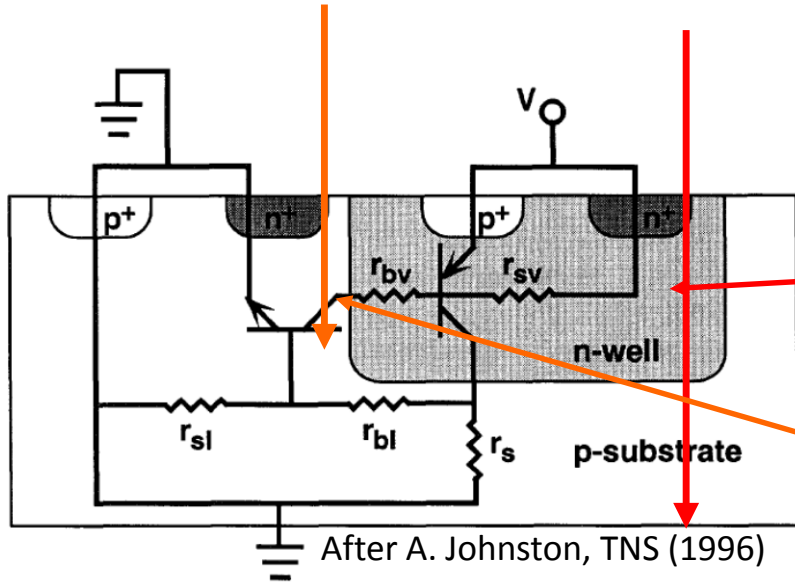 V
p+
n+
p+
n+
rbv
rsv
n-well
rsl
rbl
rs
p-substrate
After A. Johnston, TNS (1996)